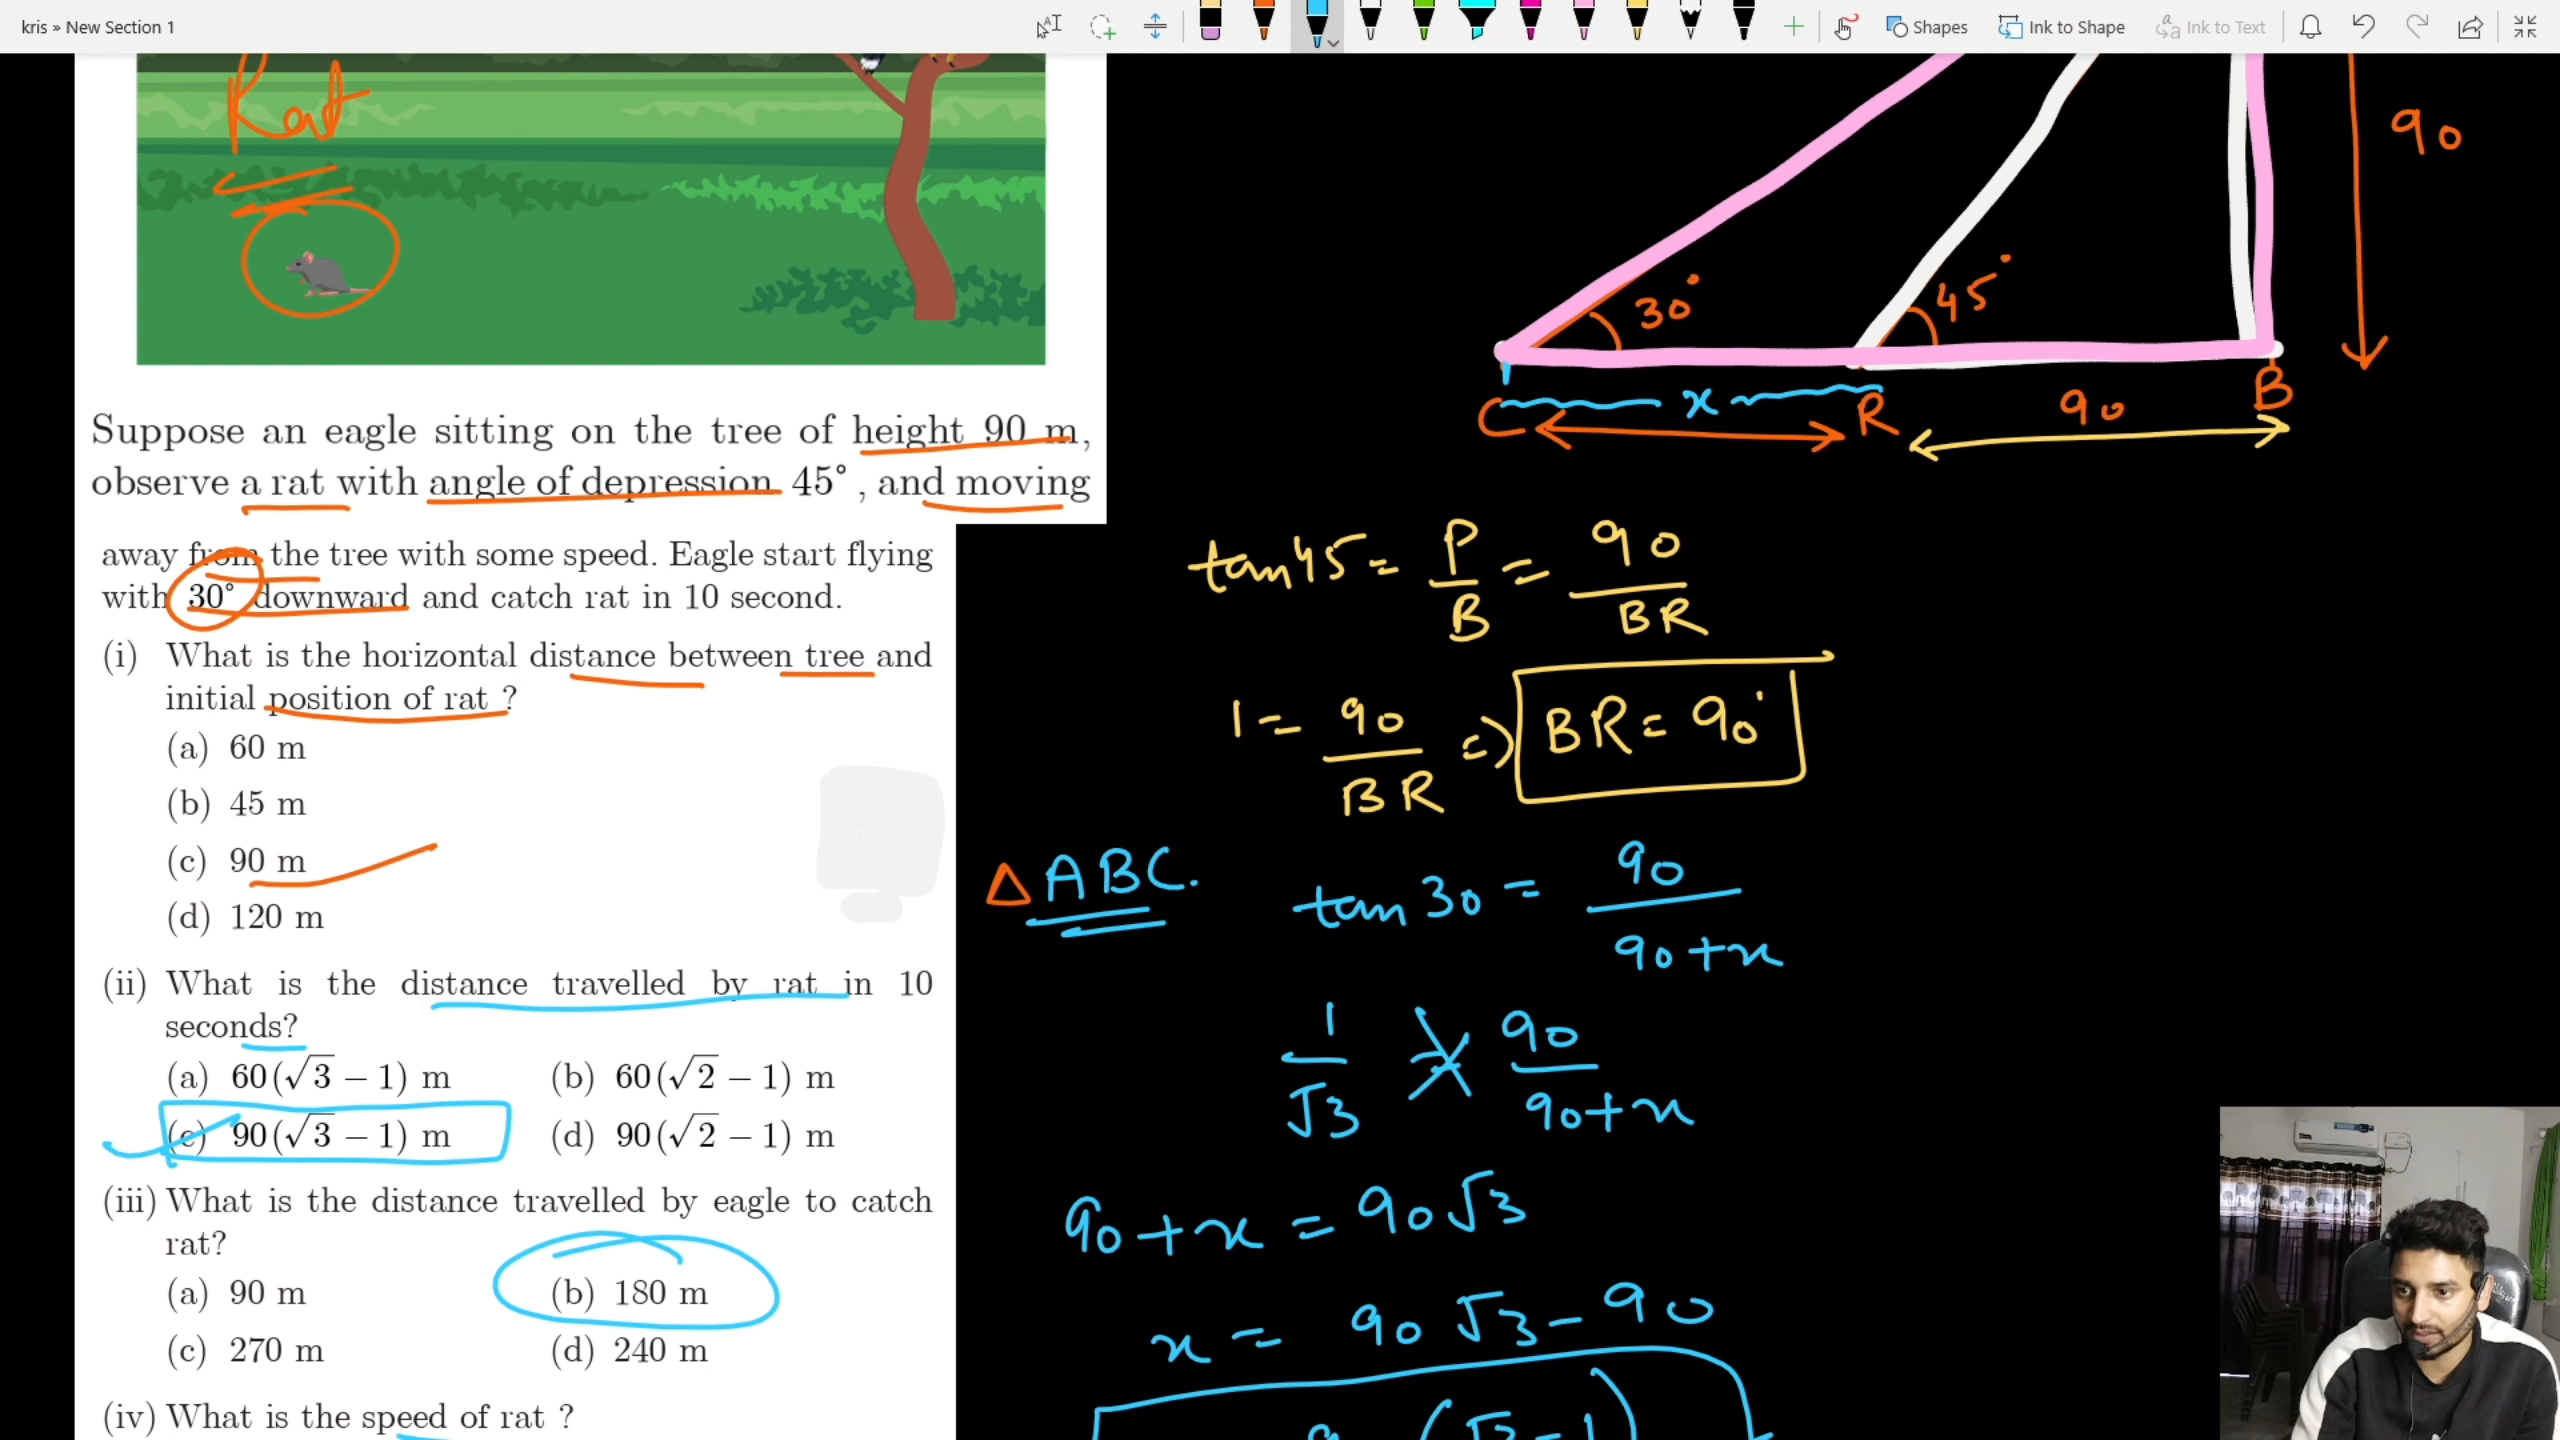 kris » New Section 1
Shapes
Ink to Shape
Ink to Text
Rat
Suppose an eagle sitting on the tree of height 90 m,
observe a rat with angle of depression 45°, and moving
away from the tree with some speed. Eagle start flying
with 30° downward and catch rat in 10 second.
(i) What is the horizontal distance between tree and
initial position of rat ?
(a) 60 m
(b) 45 m
(c) 90 m
(d) 120 m
(ii) What is the distance travelled by rat in 10
seconds?
(a) 60(√3 − 1) m (b) 60(√2 − 1) m
(c) 90(√3 − 1) m (d) 90(√2 − 1) m
(iii) What is the distance travelled by eagle to catch
rat?
(a) 90 m (b) 180 m
(c) 270 m (d) 240 m
(iv) What is the speed of rat ?
90
30° 45°
C x R 90 B
tan45 = P/B = 90/BR
1 = 90/BR => BR = 90
Δ ABC. tan 30 = 90/90+x
1/√3 = 90/90+x
90+x = 90√3
x = 90√3 − 90
(√3−1)